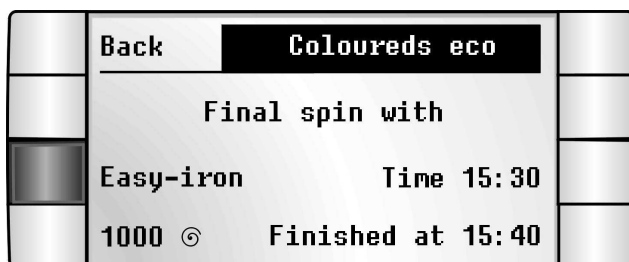 Back Coloureds eco
Final spin with
Easy-iron Time 15:30
1000 Finished at 15:40